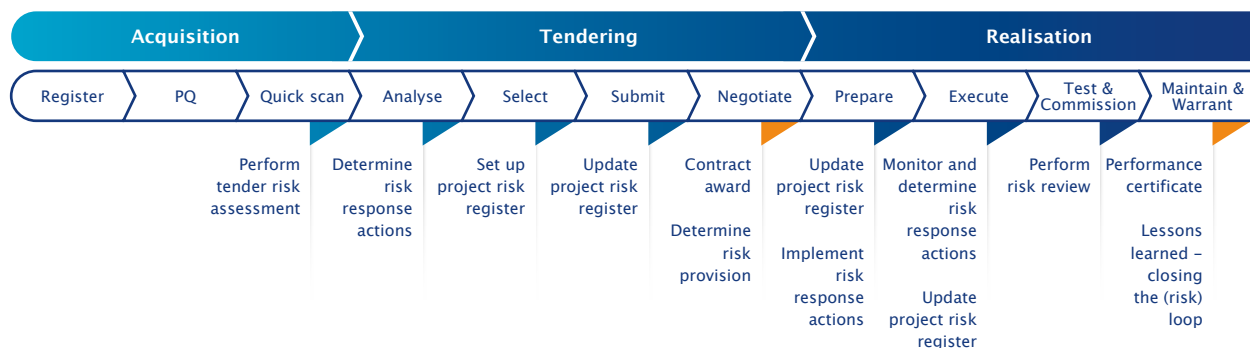 Acquisition
Tendering
Realisation
Register
PQ
Quick scan
Analyse
Select
Submit
Negotiate
Prepare
Execute
Test &
Commission
Maintain &
Warrant
Perform
tender risk
assessment
Determine
risk
response
actions
Set up
project risk
register
Update
project risk
register
Contract
award
Determine
risk
provision
Update
project risk
register
Implement
risk
response
actions
Monitor and
determine
risk
response
actions
Update
project risk
register
Perform
risk review
Performance
certificate
Lessons
learned –
closing
the (risk)
loop